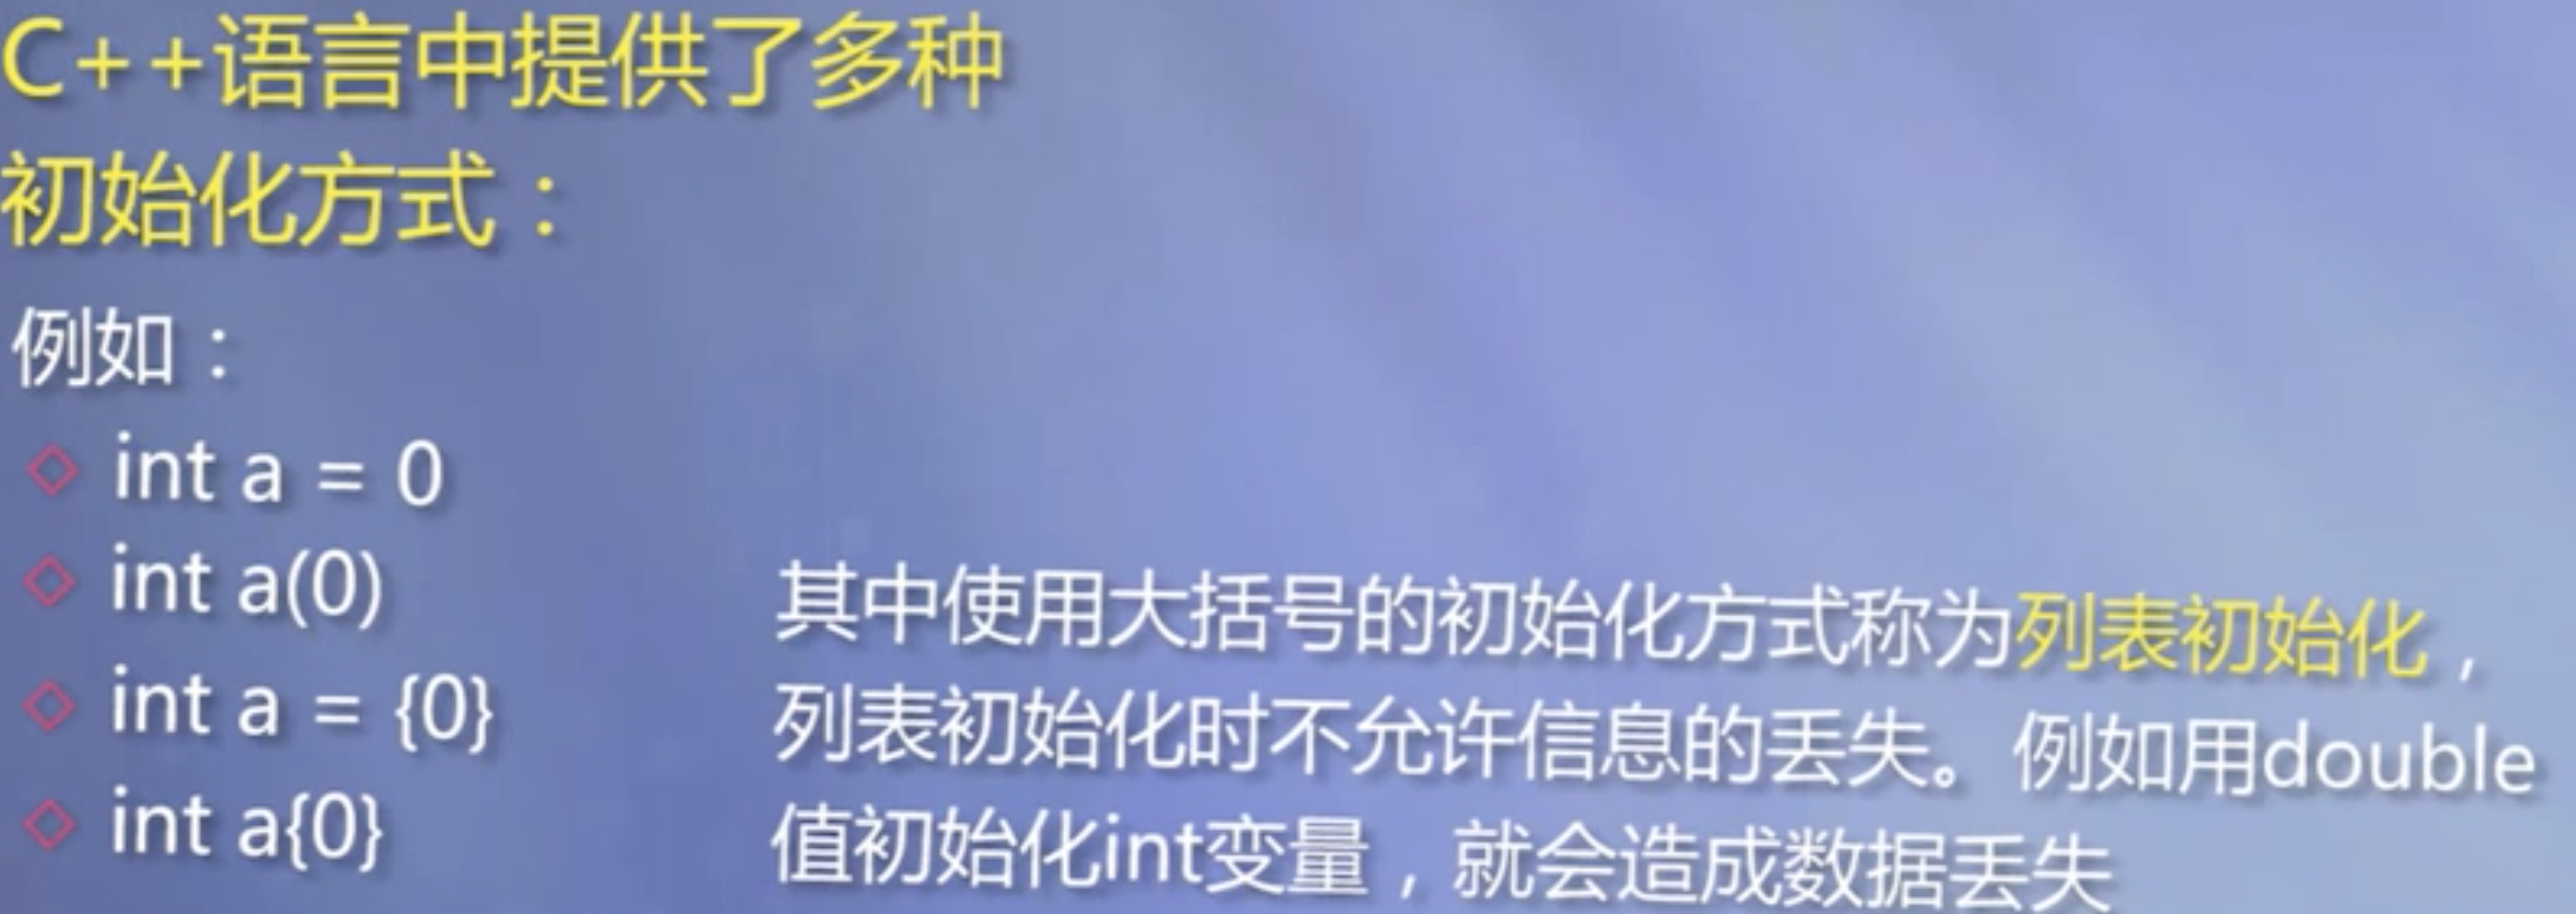 C++语言中提供了多种
初始化方式：
例如：
int a = 0
int a(0)
int a = {0}
int a{0}
其中使用大括号的初始化方式称为列表初始化，
列表初始化时不允许信息的丢失。例如用double
值初始化int变量，就会造成数据丢失